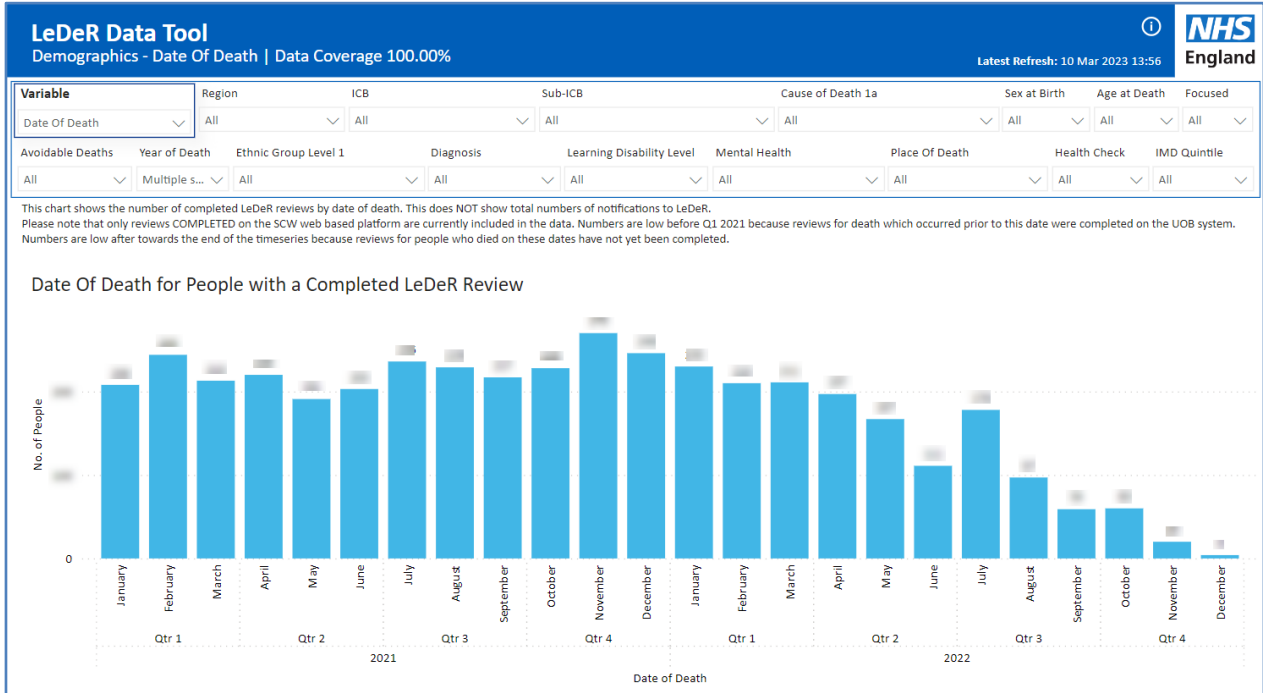 LeDeR Data Tool
Demographics - Date Of Death | Data Coverage 100.00%
Latest Refresh: 10 Mar 2023 13:56
NHS
England
Variable Region ICB Sub-ICB Cause of Death 1a Sex at Birth Age at Death Focused
Date Of Death All All All All All All All
Avoidable Deaths Year of Death Ethnic Group Level 1 Diagnosis Learning Disability Level Mental Health Place Of Death Health Check IMD Quintile
All Multiple s... All All All All All All All
This chart shows the number of completed LeDeR reviews by date of death. This does NOT show total numbers of notifications to LeDeR.
Please note that only reviews COMPLETED on the SCW web based platform are currently included in the data. Numbers are low before Q1 2021 because reviews for death which occurred prior to this date were completed on the UOB system.
Numbers are low after towards the end of the timeseries because reviews for people who died on these dates have not yet been completed.
Date Of Death for People with a Completed LeDeR Review
No. of People
0
January February March April May June July August September October November December January February March April May June July August September October November December
Qtr 1 Qtr 2 Qtr 3 Qtr 4 Qtr 1 Qtr 2 Qtr 3 Qtr 4
2021 2022
Date of Death